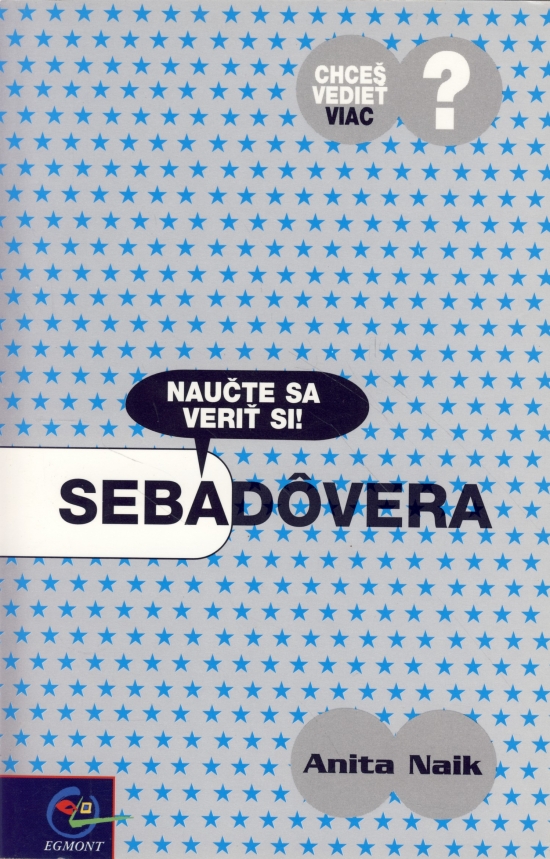 CHCEŠ
VEDIEŤ
VIAC
?
NAUČTE SA
VERIŤ SI!
SEBADÔVERA
Anita Naik
EGMONT